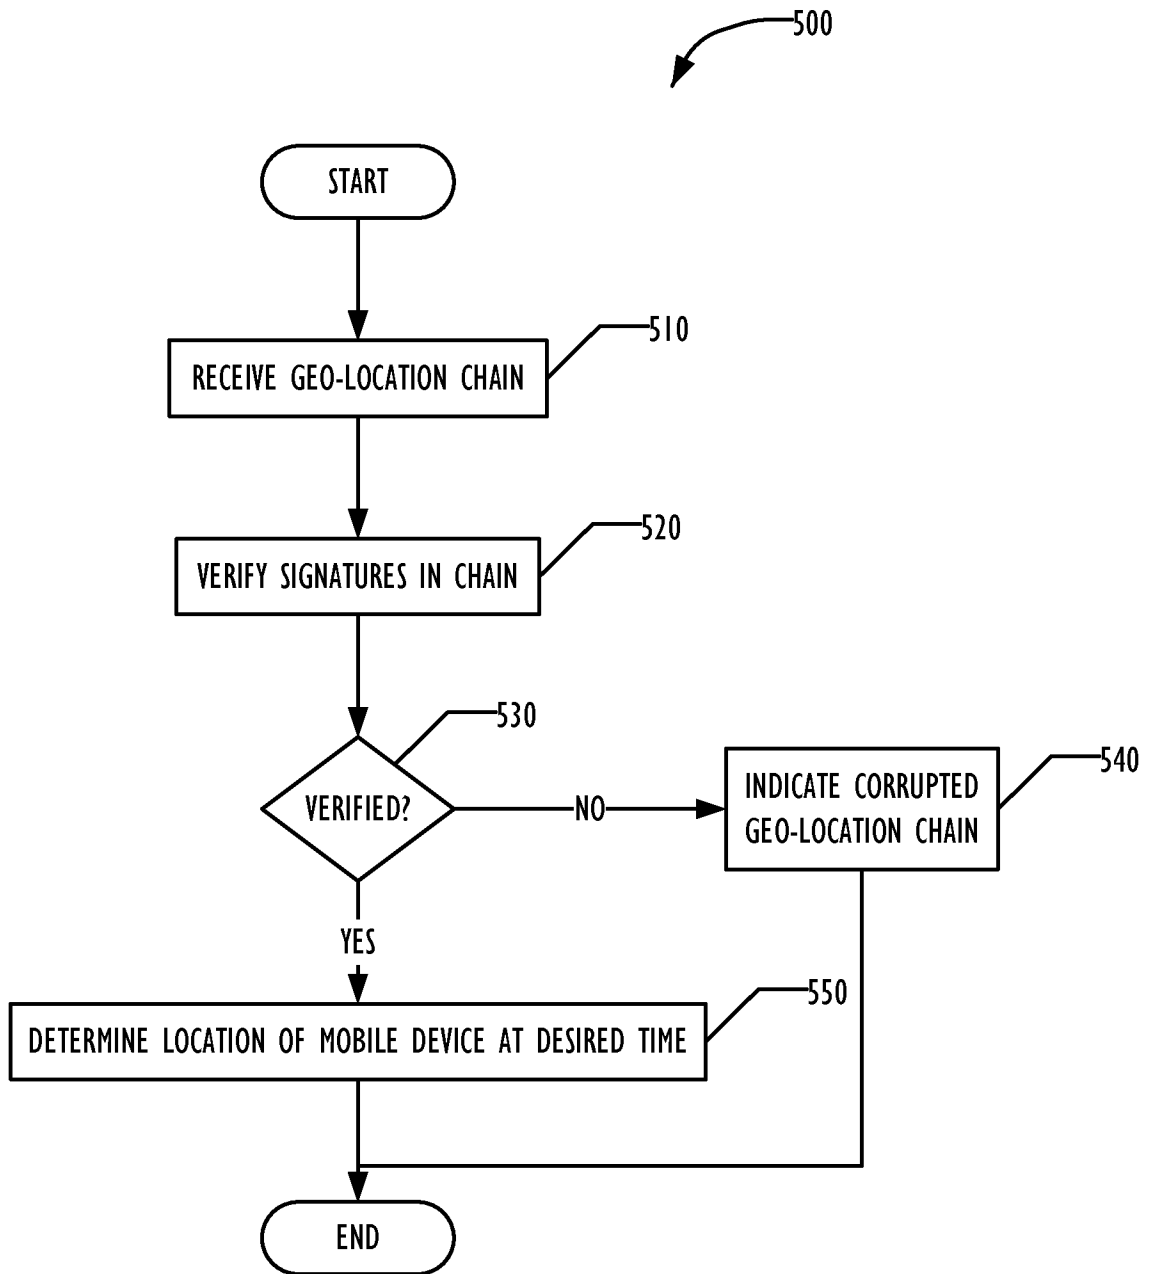 500
START
510
RECEIVE GEO-LOCATION CHAIN
520
VERIFY SIGNATURES IN CHAIN
530
VERIFIED?
NO
540
INDICATE CORRUPTED
GEO-LOCATION CHAIN
YES
550
DETERMINE LOCATION OF MOBILE DEVICE AT DESIRED TIME
END